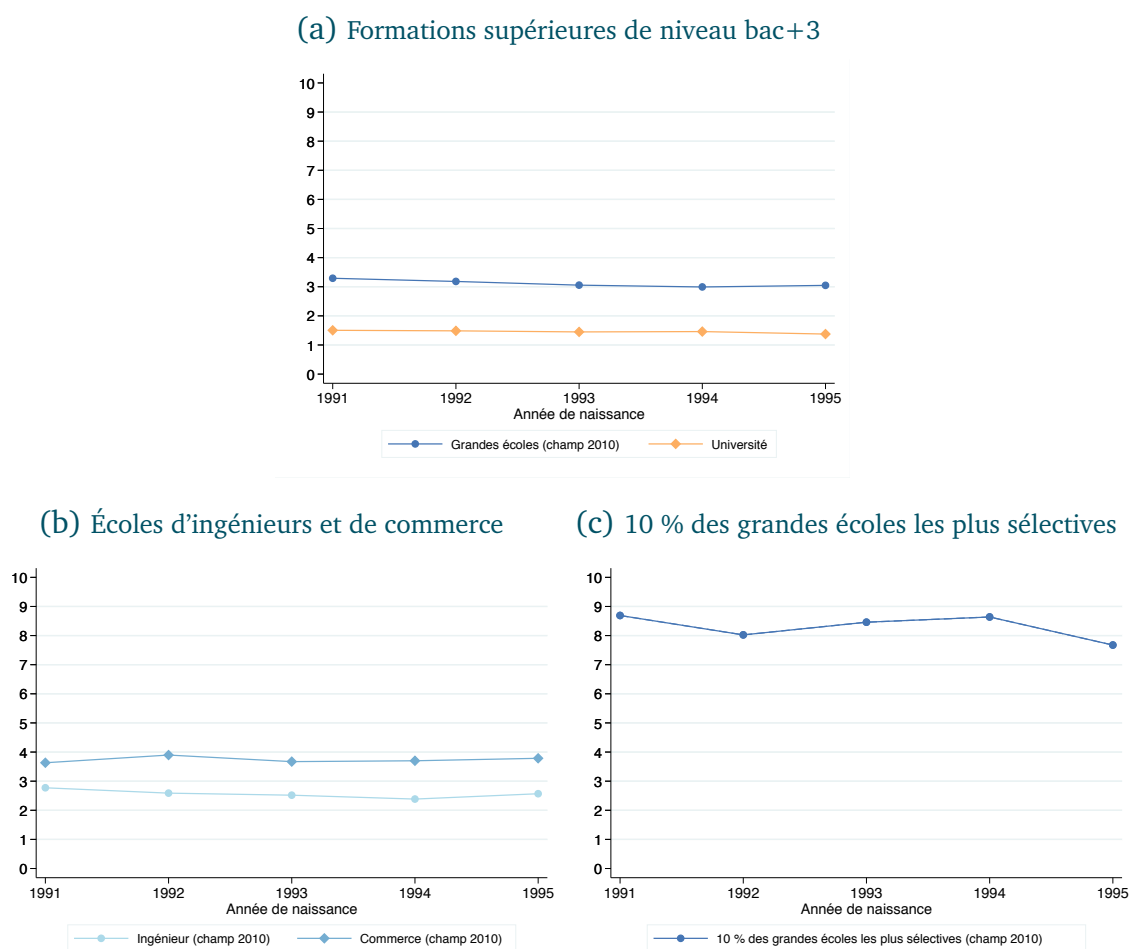 (a) Formations supérieures de niveau bac+3
10
9
8
7
6
5
4
3
2
1
0
1991 1992 1993 1994 1995
Année de naissance
Grandes écoles (champ 2010) Université
(b) Écoles d'ingénieurs et de commerce
10
9
8
7
6
5
4
3
2
1
0
1991 1992 1993 1994 1995
Année de naissance
Ingénieur (champ 2010) Commerce (champ 2010)
(c) 10 % des grandes écoles les plus sélectives
10
9
8
7
6
5
4
3
2
1
0
1991 1992 1993 1994 1995
Année de naissance
10 % des grandes écoles les plus sélectives (champ 2010)